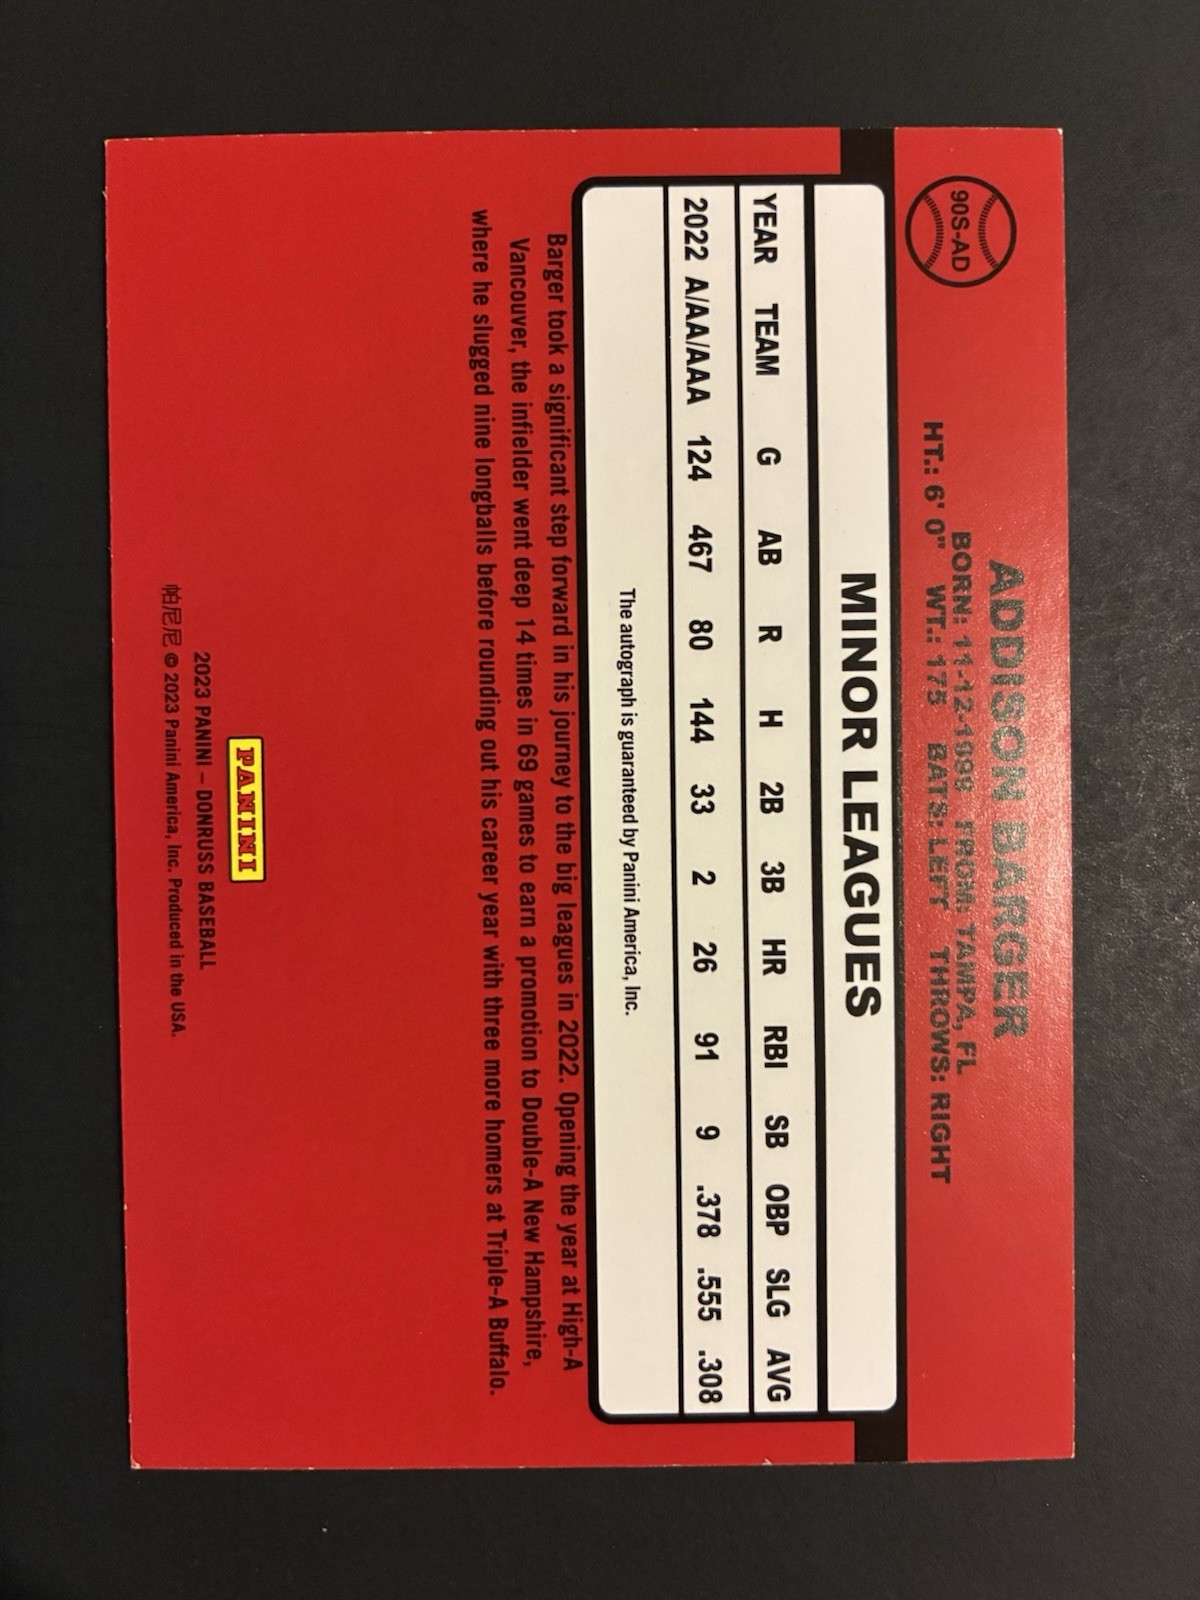 90S-AD
ADDISON BARGER
BORN: 11-12-1999 FROM: TAMPA, FL
HT.: 6' 0" WT.: 175 BATS: LEFT THROWS: RIGHT
MINOR LEAGUES
YEAR TEAM G AB R H 2B 3B HR RBI SB OBP SLG AVG
2022 A/AA/AAA 124 467 80 144 33 2 26 91 9 .378 .555 .308
The autograph is guaranteed by Panini America, Inc.
Barger took a significant step forward in his journey to the big leagues in 2022. Opening the year at High-A
Vancouver, the infielder went deep 14 times in 69 games to earn a promotion to Double-A New Hampshire,
where he slugged nine longballs before rounding out his career year with three more homers at Triple-A Buffalo.
PANINI
2023 PANINI – DONRUSS BASEBALL
帕尼尼 © 2023 Panini America, Inc. Produced in the USA.